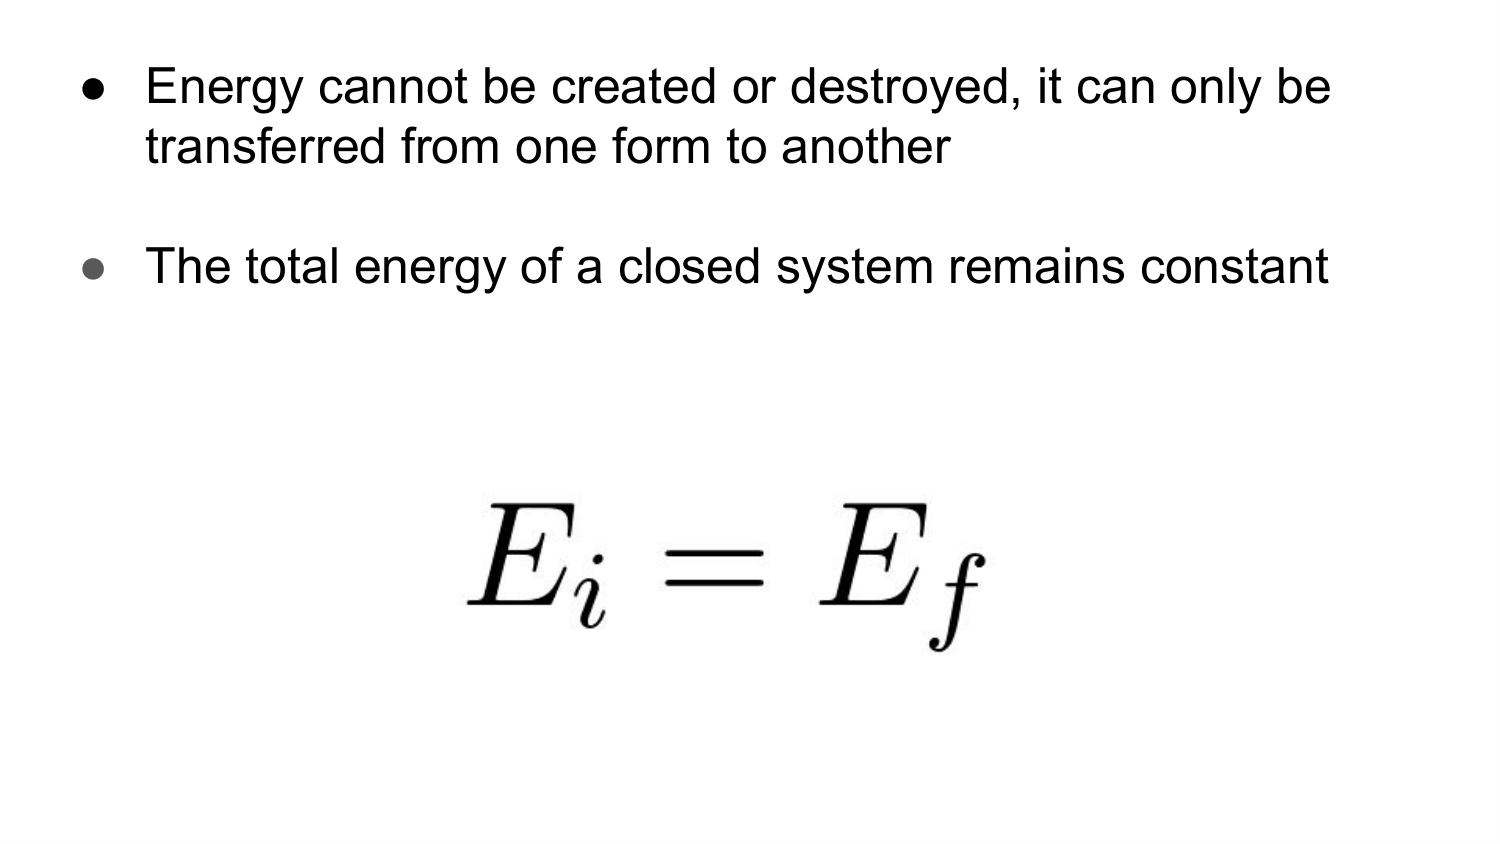 ● Energy cannot be created or destroyed, it can only be
transferred from one form to another
● The total energy of a closed system remains constant
E_i = E_f